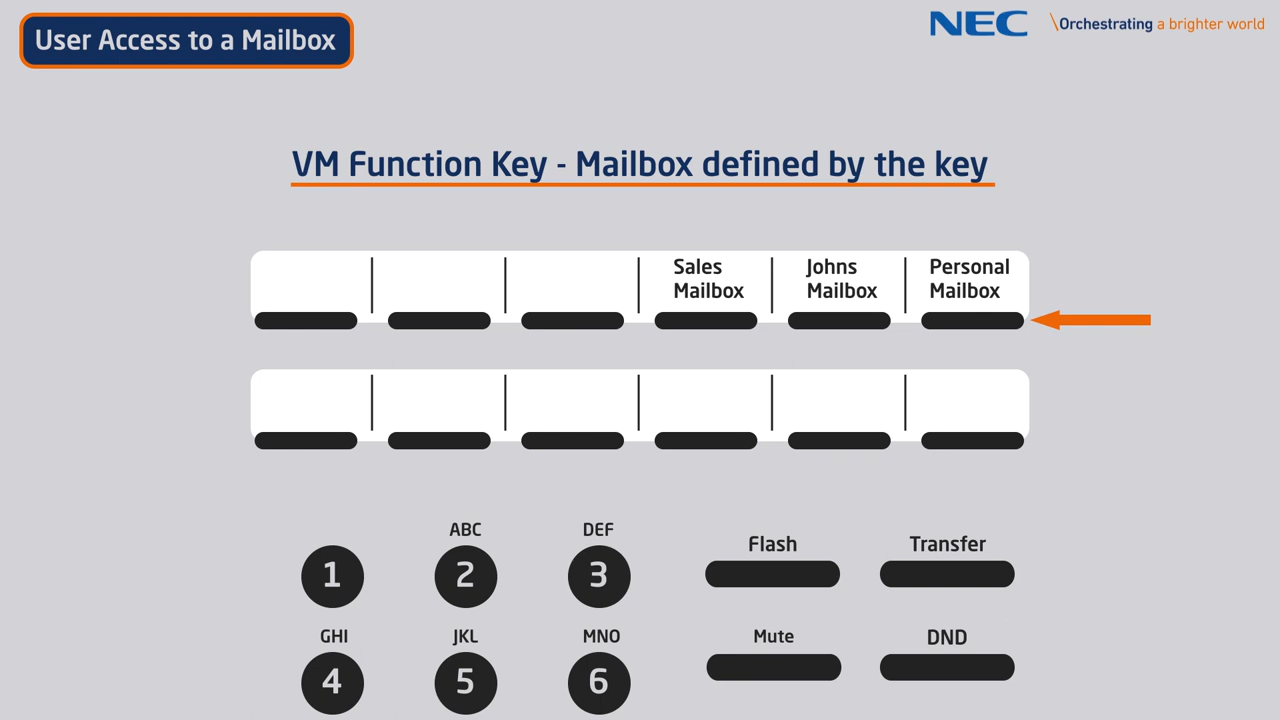 User Access to a Mailbox
NEC
\Orchestrating a brighter world
VM Function Key - Mailbox defined by the key
Sales
Mailbox
Johns
Mailbox
Personal
Mailbox
ABC
DEF
1
2
3
Flash
Transfer
GHI
JKL
MNO
4
5
6
Mute
DND